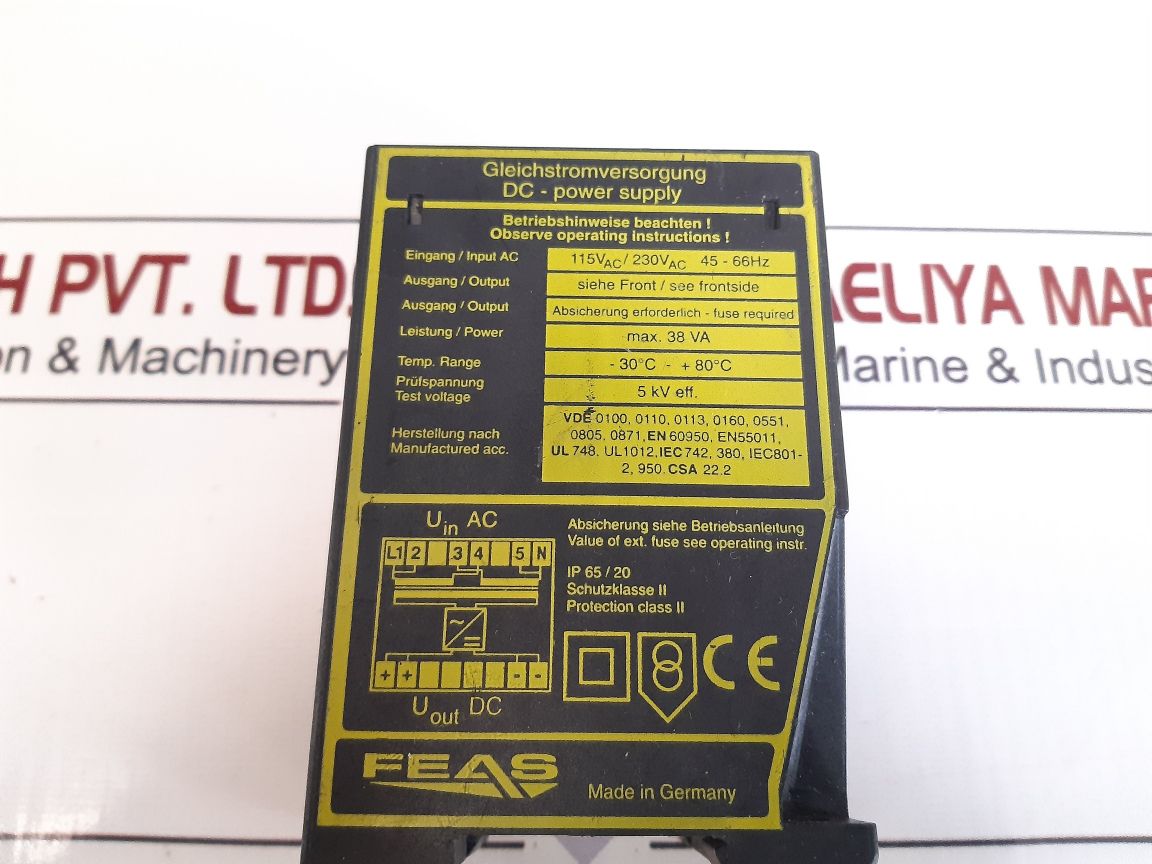 Gleichstromversorgung
DC - power supply
Betriebshinweise beachten !
Observe operating instructions !
Eingang / Input AC 115VAC / 230VAC 45 - 66Hz
Ausgang / Output siehe Front / see frontside
Ausgang / Output Absicherung erforderlich - fuse required
Leistung / Power max. 38 VA
Temp. Range - 30°C - + 80°C
Prüfspannung
Test voltage 5 kV eff.
Herstellung nach
Manufactured acc.
VDE 0100, 0110, 0113, 0160, 0551,
0805, 0871, EN 60950, EN55011,
UL 748, UL1012, IEC 742, 380, IEC801-
2, 950. CSA 22.2
Uin AC
L1 2 3 4 5 N
+ + - -
Uout DC
Absicherung siehe Betriebsanleitung
Value of ext. fuse see operating instr.
IP 65 / 20
Schutzklasse II
Protection class II
CE
FEAS
Made in Germany
H PVT. LTD.
on & Machinery
AELIYA MAR
Marine & Indus